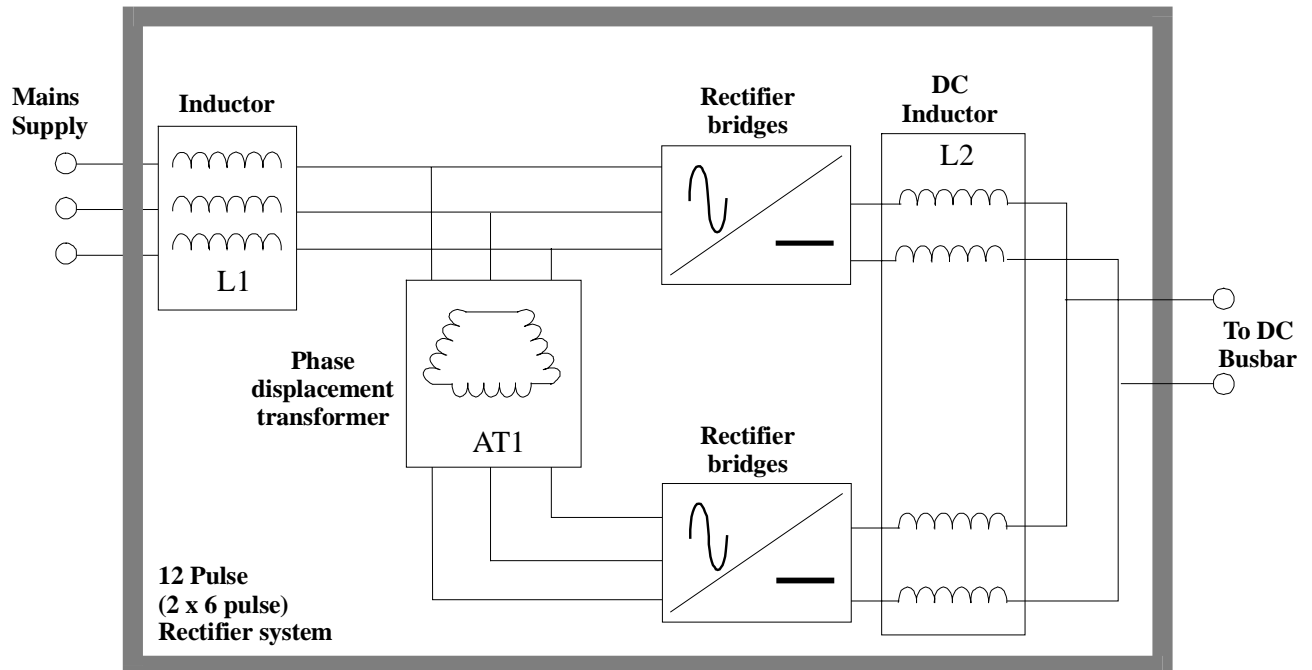 Mains
Supply
Inductor
L1
Rectifier
bridges
DC
Inductor
L2
To DC
Busbar
Phase
displacement
transformer
AT1
Rectifier
bridges
12 Pulse
(2 x 6 pulse)
Rectifier system